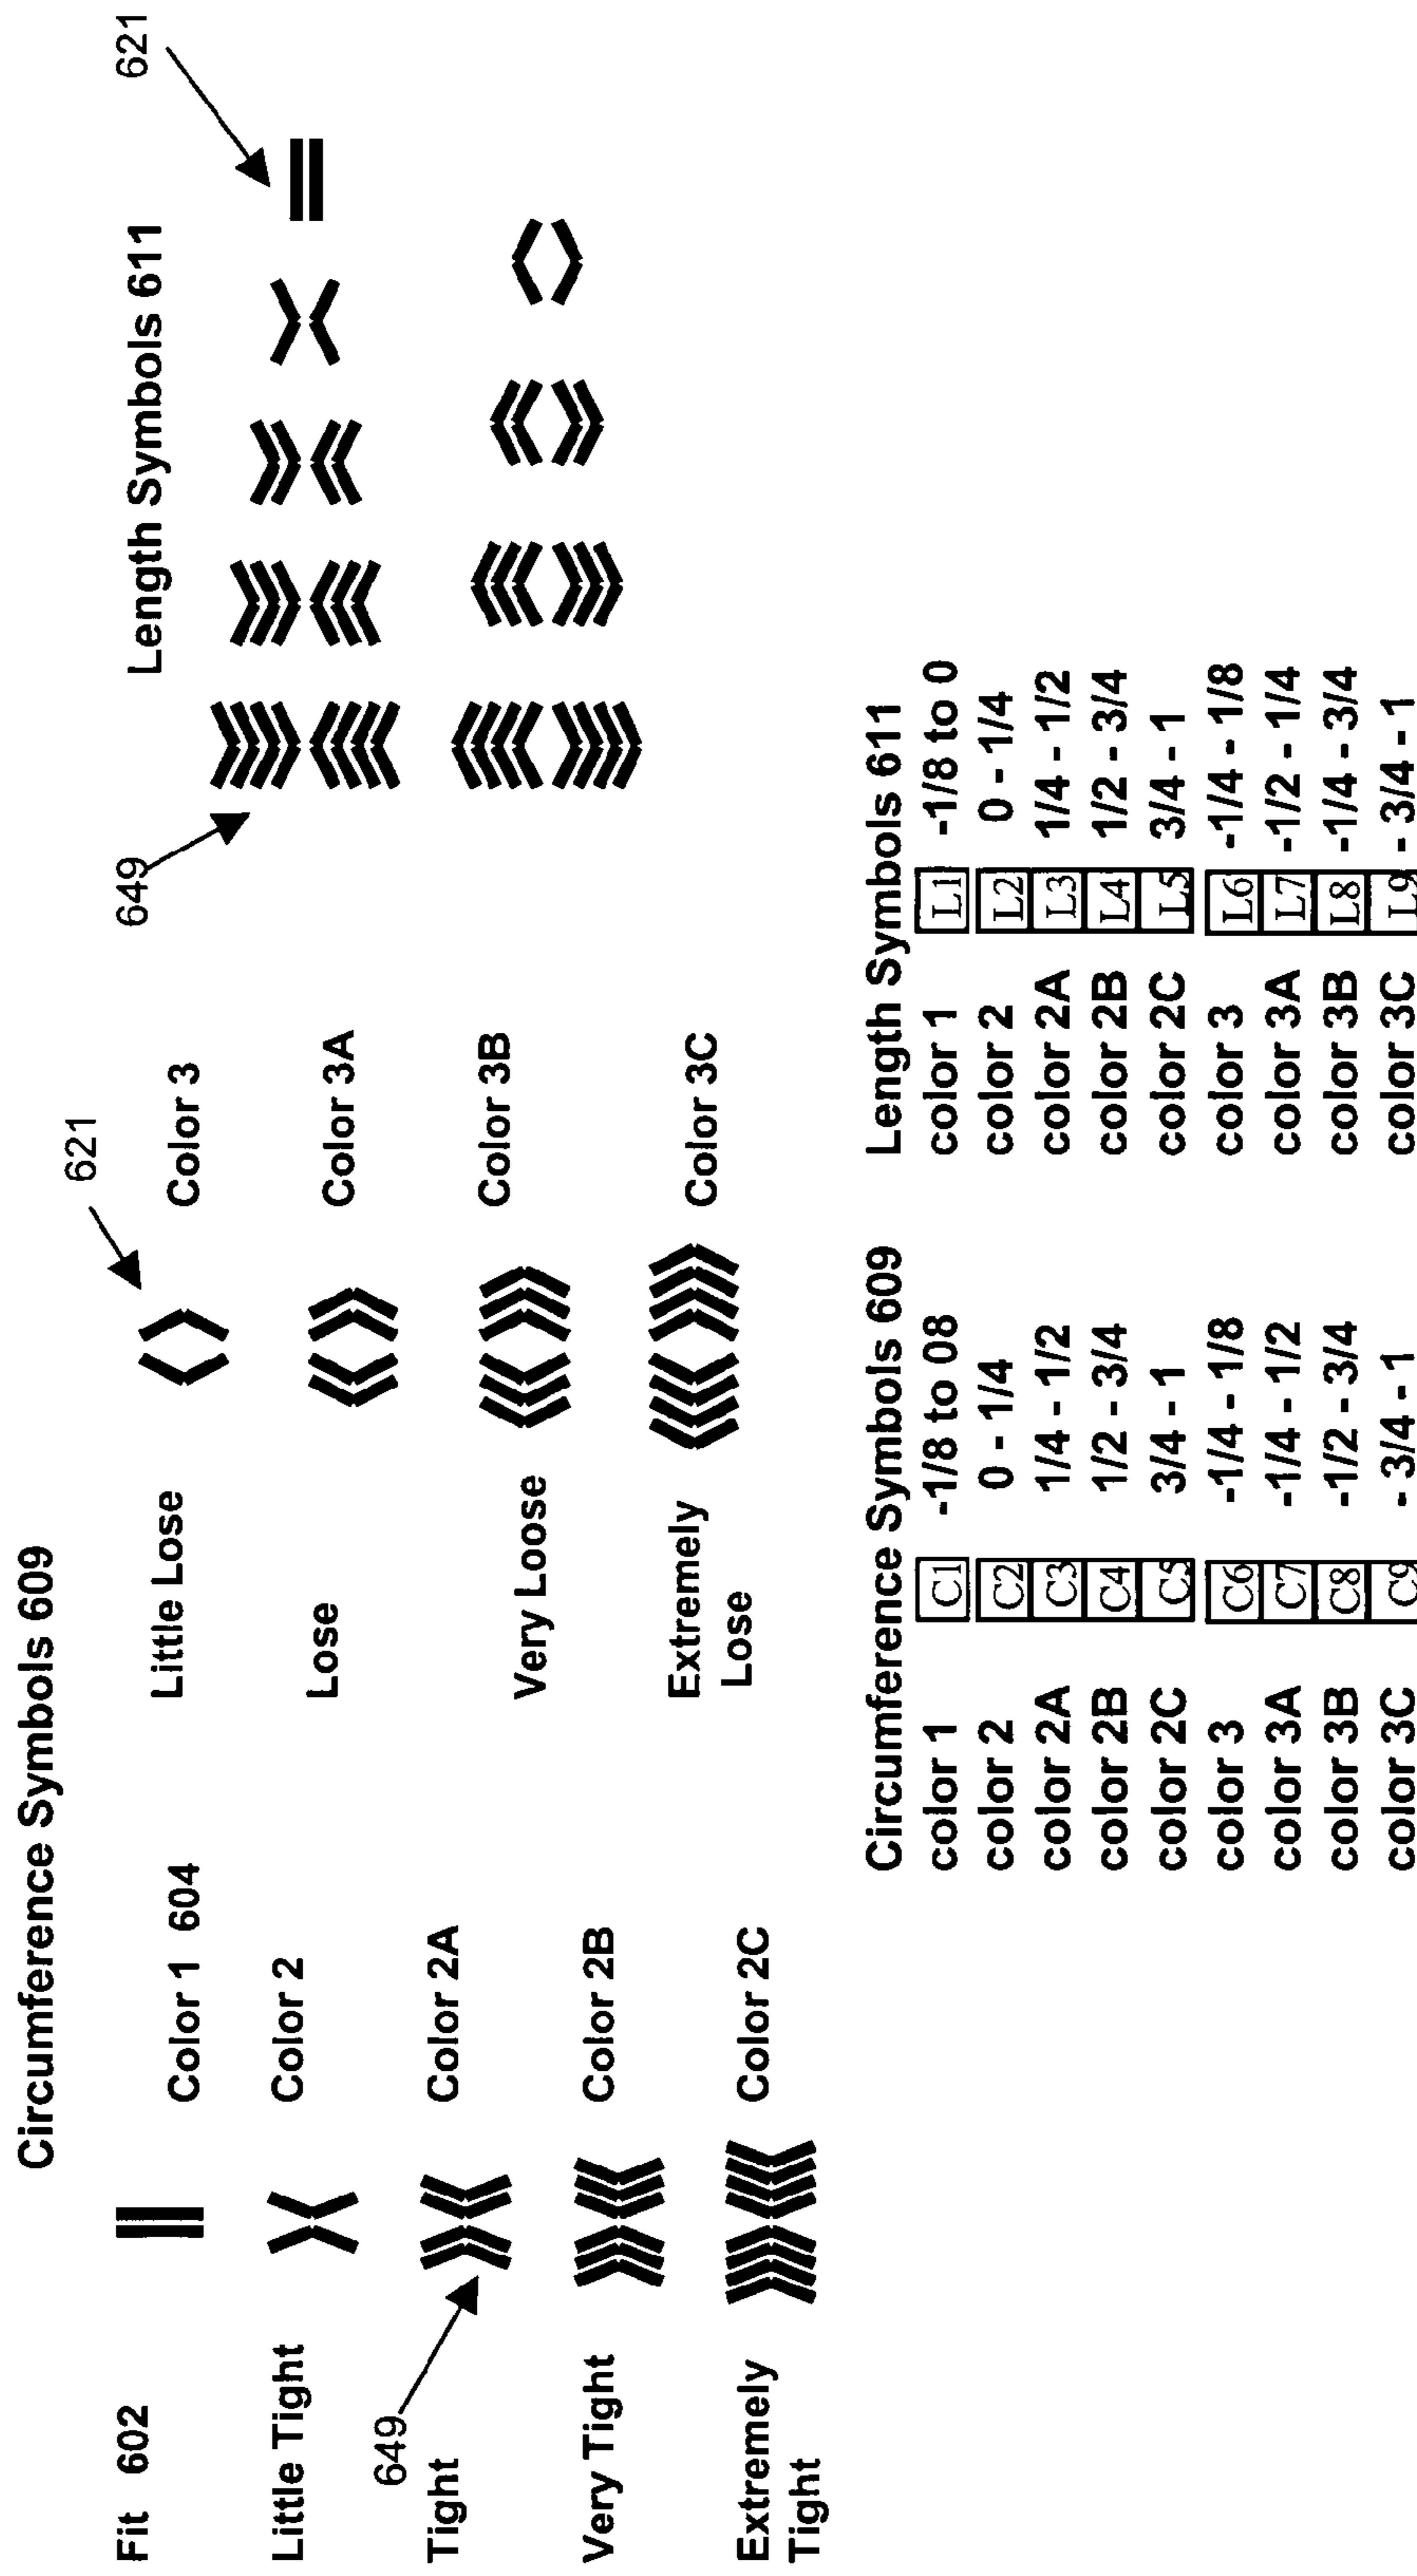 Circumference Symbols 609
Fit 602
Color 1 604
Little Tight
Color 2
649
Tight
Color 2A
Very Tight
Color 2B
Extremely
Tight
Color 2C
621
Little Lose
Color 3
Lose
Color 3A
Very Loose
Color 3B
Extremely
Lose
Color 3C
621
Length Symbols 611
649
Circumference Symbols 609
color 1 C1 -1/8 to 08
color 2 C2 0 - 1/4
color 2A C3 1/4 - 1/2
color 2B C4 1/2 - 3/4
color 2C C5 3/4 - 1
color 3 C6 -1/4 - 1/8
color 3A C7 -1/4 - 1/2
color 3B C8 -1/2 - 3/4
color 3C C9 - 3/4 - 1
Length Symbols 611
color 1 L1 -1/8 to 0
color 2 L2 0 - 1/4
color 2A L3 1/4 - 1/2
color 2B L4 1/2 - 3/4
color 2C L5 3/4 - 1
color 3 L6 -1/4 - 1/8
color 3A L7 -1/2 - 1/4
color 3B L8 -1/4 - 3/4
color 3C L9 - 3/4 - 1